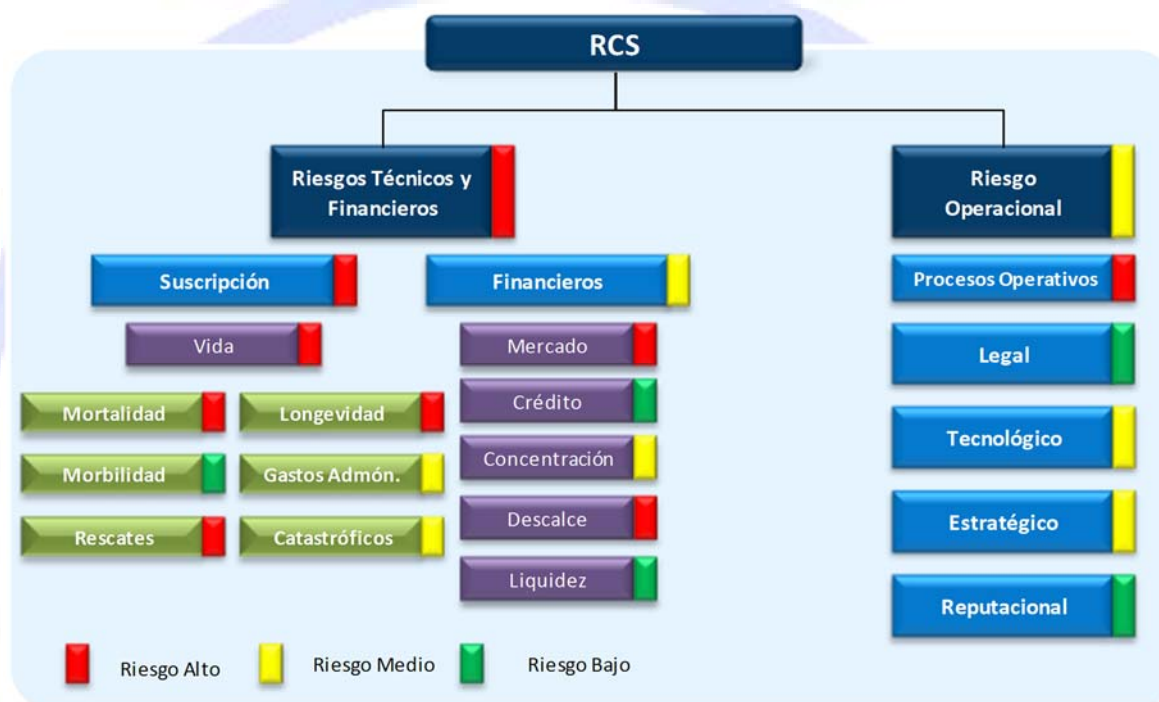 RCS
Riesgos Técnicos y
Financieros
Riesgo
Operacional
Suscripción
Financieros
Procesos Operativos
Vida
Mercado
Legal
Crédito
Mortalidad
Longevidad
Tecnológico
Concentración
Morbilidad
Gastos Admón.
Descalce
Estratégico
Rescates
Catastróficos
Liquidez
Reputacional
Riesgo Alto
Riesgo Medio
Riesgo Bajo